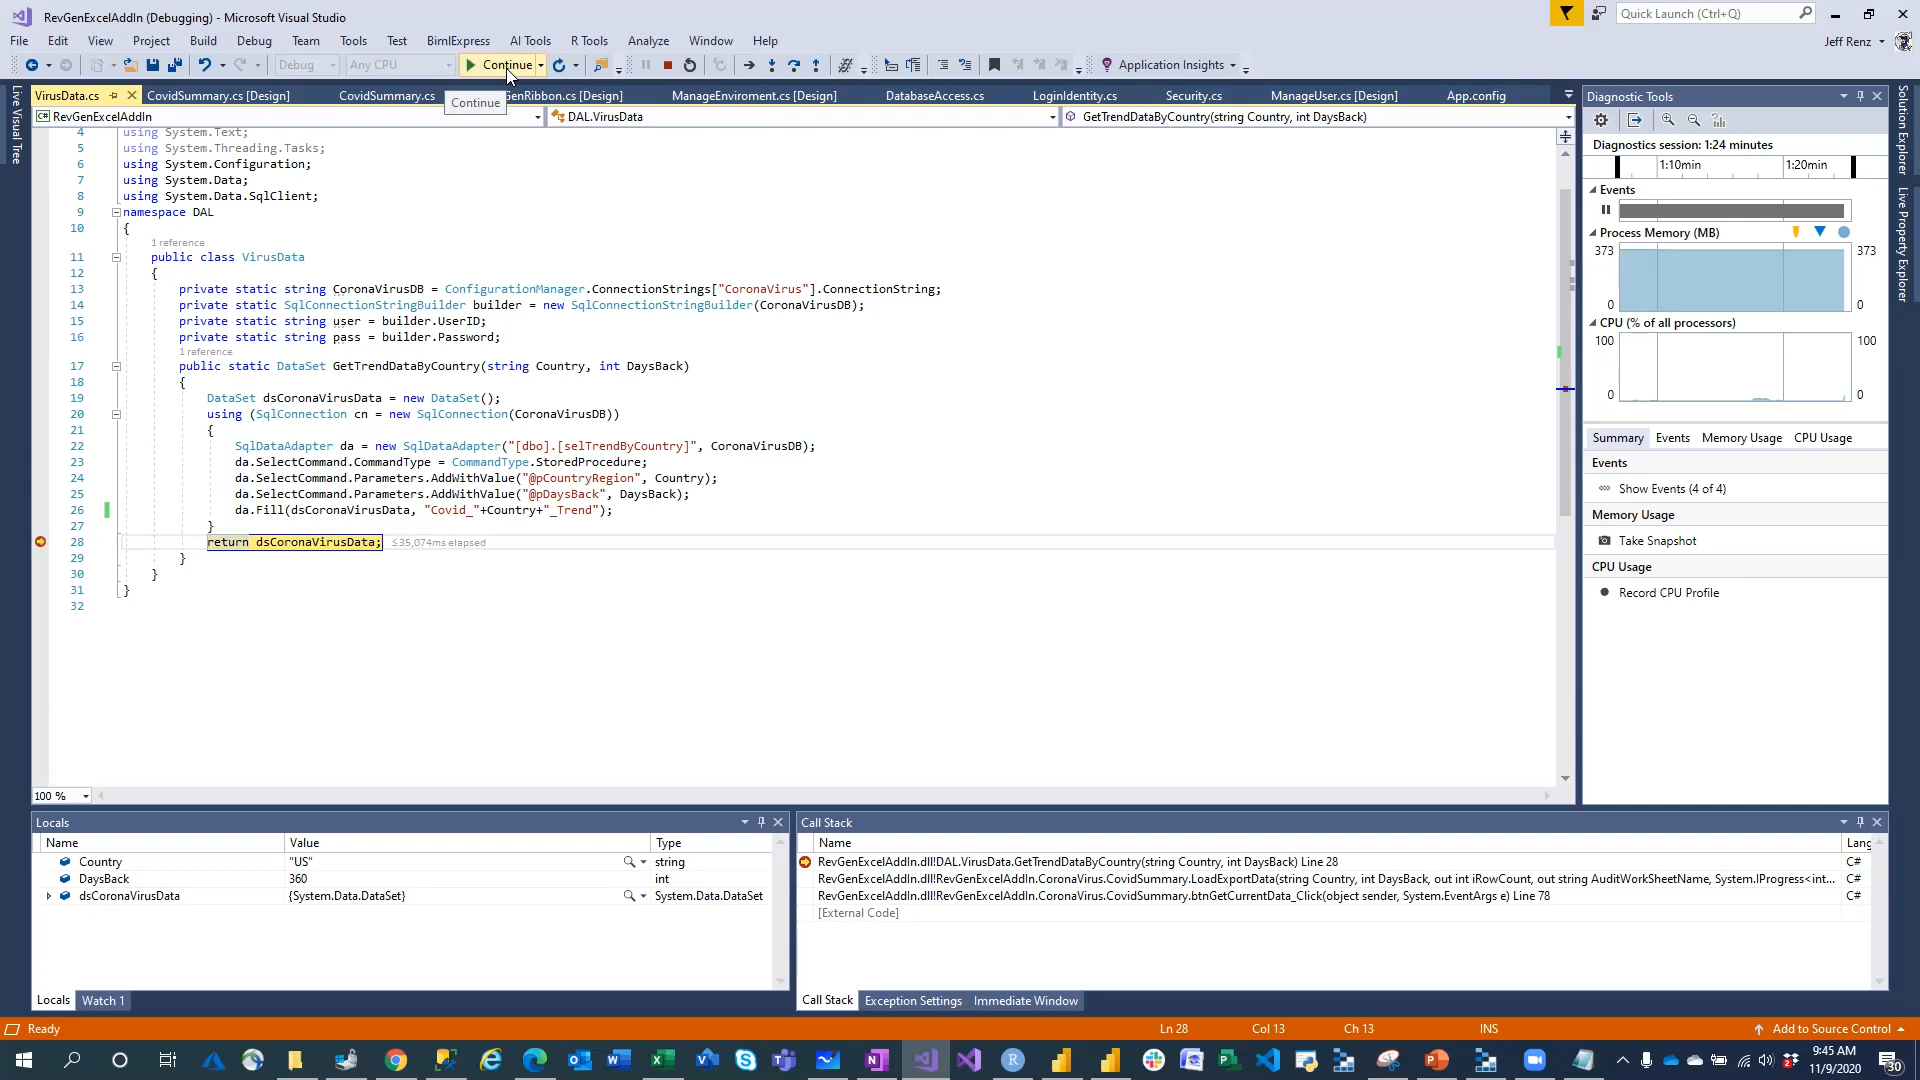 RevGenExcelAddIn (Debugging) - Microsoft Visual Studio
Quick Launch (Ctrl+Q)
File Edit View Project Build Debug Team Tools Test BimlExpress AI Tools R Tools Analyze Window Help
Jeff Renz
Debug Any CPU Continue Application Insights
VirusData.cs CovidSummary.cs [Design] CovidSummary.cs Continue enRibbon.cs [Design] ManageEnviroment.cs [Design] DatabaseAccess.cs LoginIdentity.cs Security.cs ManageUser.cs [Design] App.config
RevGenExcelAddIn DAL.VirusData GetTrendDataByCountry(string Country, int DaysBack)
Live Visual Tree
4 using System.Text;
5 using System.Threading.Tasks;
6 using System.Configuration;
7 using System.Data;
8 using System.Data.SqlClient;
9 namespace DAL
10 {
1 reference
11 public class VirusData
12 {
13 private static string CoronaVirusDB = ConfigurationManager.ConnectionStrings["CoronaVirus"].ConnectionString;
14 private static SqlConnectionStringBuilder builder = new SqlConnectionStringBuilder(CoronaVirusDB);
15 private static string user = builder.UserID;
16 private static string pass = builder.Password;
1 reference
17 public static DataSet GetTrendDataByCountry(string Country, int DaysBack)
18 {
19 DataSet dsCoronaVirusData = new DataSet();
20 using (SqlConnection cn = new SqlConnection(CoronaVirusDB))
21 {
22 SqlDataAdapter da = new SqlDataAdapter("[dbo].[selTrendByCountry]", CoronaVirusDB);
23 da.SelectCommand.CommandType = CommandType.StoredProcedure;
24 da.SelectCommand.Parameters.AddWithValue("@pCountryRegion", Country);
25 da.SelectCommand.Parameters.AddWithValue("@pDaysBack", DaysBack);
26 da.Fill(dsCoronaVirusData, "Covid_"+Country+"_Trend");
27 }
28 return dsCoronaVirusData; ≤35,074ms elapsed
29 }
30 }
31 }
32
100 %
Diagnostic Tools
Diagnostics session: 1:24 minutes
1:10min 1:20min
Events
Process Memory (MB)
373 373
0 0
CPU (% of all processors)
100 100
0 0
Summary Events Memory Usage CPU Usage
Events
Show Events (4 of 4)
Memory Usage
Take Snapshot
CPU Usage
Record CPU Profile
Solution Explorer
Live Property Explorer
Locals
Name Value Type
Country "US" string
DaysBack 360 int
dsCoronaVirusData {System.Data.DataSet} System.Data.DataSet
Locals Watch 1
Call Stack
Name Lang
RevGenExcelAddIn.dll!DAL.VirusData.GetTrendDataByCountry(string Country, int DaysBack) Line 28 C#
RevGenExcelAddIn.dll!RevGenExcelAddIn.CoronaVirus.CovidSummary.LoadExportData(string Country, int DaysBack, out int iRowCount, out string AuditWorkSheetName, System.IProgress<int... C#
RevGenExcelAddIn.dll!RevGenExcelAddIn.CoronaVirus.CovidSummary.btnGetCurrentData_Click(object sender, System.EventArgs e) Line 78 C#
[External Code]
Call Stack Exception Settings Immediate Window
Ready Ln 28 Col 13 Ch 13 INS Add to Source Control
9:45 AM
11/9/2020
30